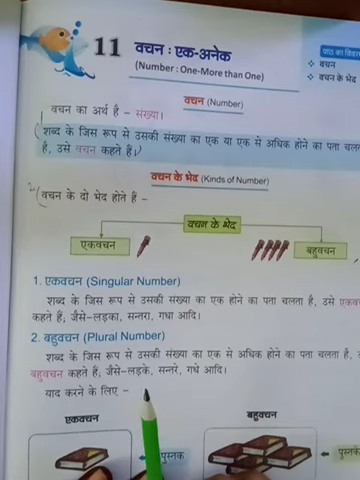 11 वचन : एक-अनेक
(Number : One-More than One)
पाठ का
❖ वचन
❖ वचन के भेद
वचन (Number)
वचन का अर्थ है – संख्या।
शब्द के जिस रूप से उसकी संख्या का एक या एक से अधिक होने का पता
है, उसे वचन कहते हैं।
वचन के भेद (Kinds of Number)
वचन के दो भेद होते हैं –
वचन के भेद
एकवचन
बहुवचन
1. एकवचन (Singular Number)
शब्द के जिस रूप से उसकी संख्या का एक होने का पता चलता है, उसे
कहते हैं; जैसे–लड़का, सन्तरा, गधा आदि।
2. बहुवचन (Plural Number)
शब्द के जिस रूप से उसकी संख्या का एक से अधिक होने का पता चलता है,
बहुवचन कहते हैं; जैसे–लड़के, सन्तरे, गधे आदि।
याद करने के लिए –
एकवचन
बहुवचन
पुस्तक